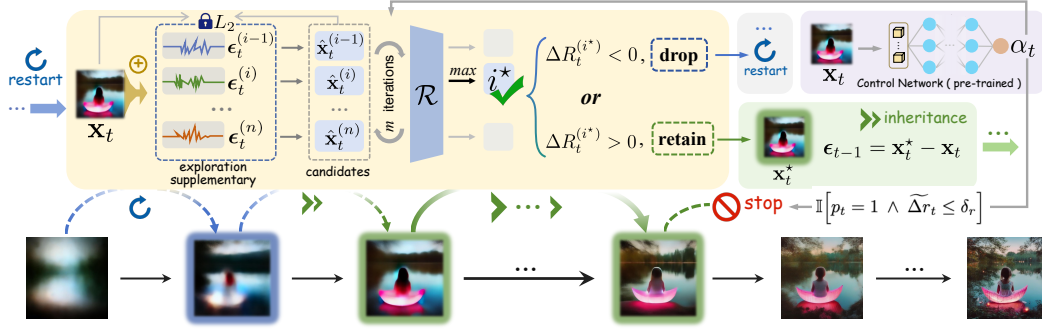 restart
...
x_t
L_2
ϵ_t^{(i-1)}
ϵ_t^{(i)}
...
ϵ_t^{(n)}
exploration
supplementary
x̂_t^{(i-1)}
x̂_t^{(i)}
...
x̂_t^{(n)}
candidates
m iterations
R
max
i*
ΔR_t^{(i*)} < 0, drop
or
ΔR_t^{(i*)} > 0, retain
...
restart
x_t
α_t
Control Network ( pre-trained )
x_t^*
inheritance
ϵ_{t-1} = x_t^* − x_t
...
stop
𝕀[p_t = 1 ∧ Δ̃r_t ≤ δ_r]
...
...
...